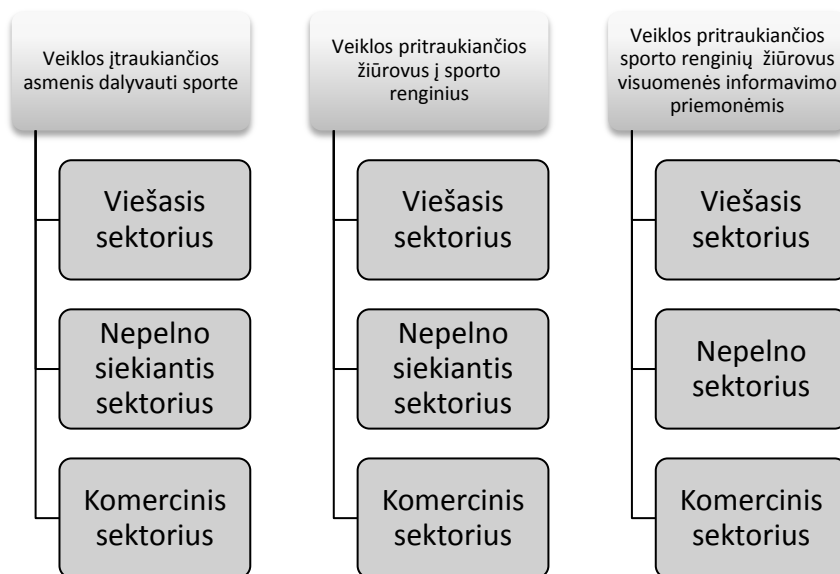 Veiklos įtraukiančios
asmenis dalyvauti sporte
Viešasis
sektorius
Nepelno
siekiantis
sektorius
Komercinis
sektorius
Veiklos pritraukiančios
žiūrovus į sporto
renginius
Viešasis
sektorius
Nepelno
siekiantis
sektorius
Komercinis
sektorius
Veiklos pritraukiančios
sporto renginių žiūrovus
visuomenės informavimo
priemonėmis
Viešasis
sektorius
Nepelno
sektorius
Komercinis
sektorius